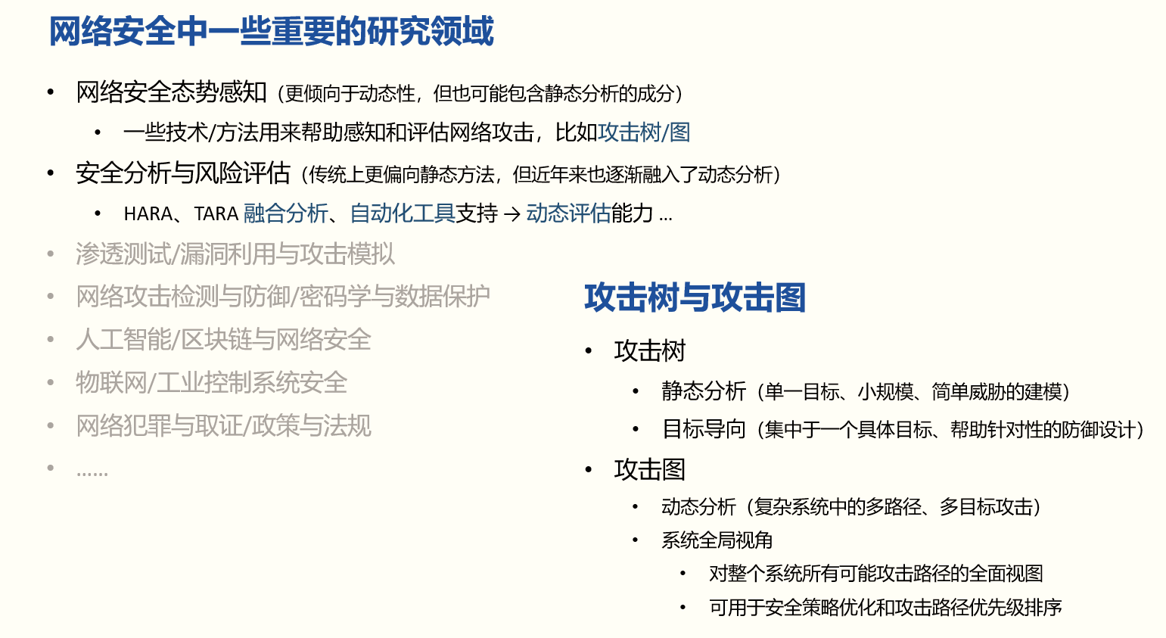 网络安全中一些重要的研究领域
• 网络安全态势感知（更倾向于动态性，但也可能包含静态分析的成分）
• 一些技术/方法用来帮助感知和评估网络攻击，比如攻击树/图
• 安全分析与风险评估（传统上更偏向静态方法，但近年来也逐渐融入了动态分析）
• HARA、TARA 融合分析、自动化工具支持 → 动态评估能力 ...
• 渗透测试/漏洞利用与攻击模拟
• 网络攻击检测与防御/密码学与数据保护
• 人工智能/区块链与网络安全
• 物联网/工业控制系统安全
• 网络犯罪与取证/政策与法规
• ......
攻击树与攻击图
• 攻击树
• 静态分析（单一目标、小规模、简单威胁的建模）
• 目标导向（集中于一个具体目标、帮助针对性的防御设计）
• 攻击图
• 动态分析（复杂系统中的多路径、多目标攻击）
• 系统全局视角
• 对整个系统所有可能攻击路径的全面视图
• 可用于安全策略优化和攻击路径优先级排序